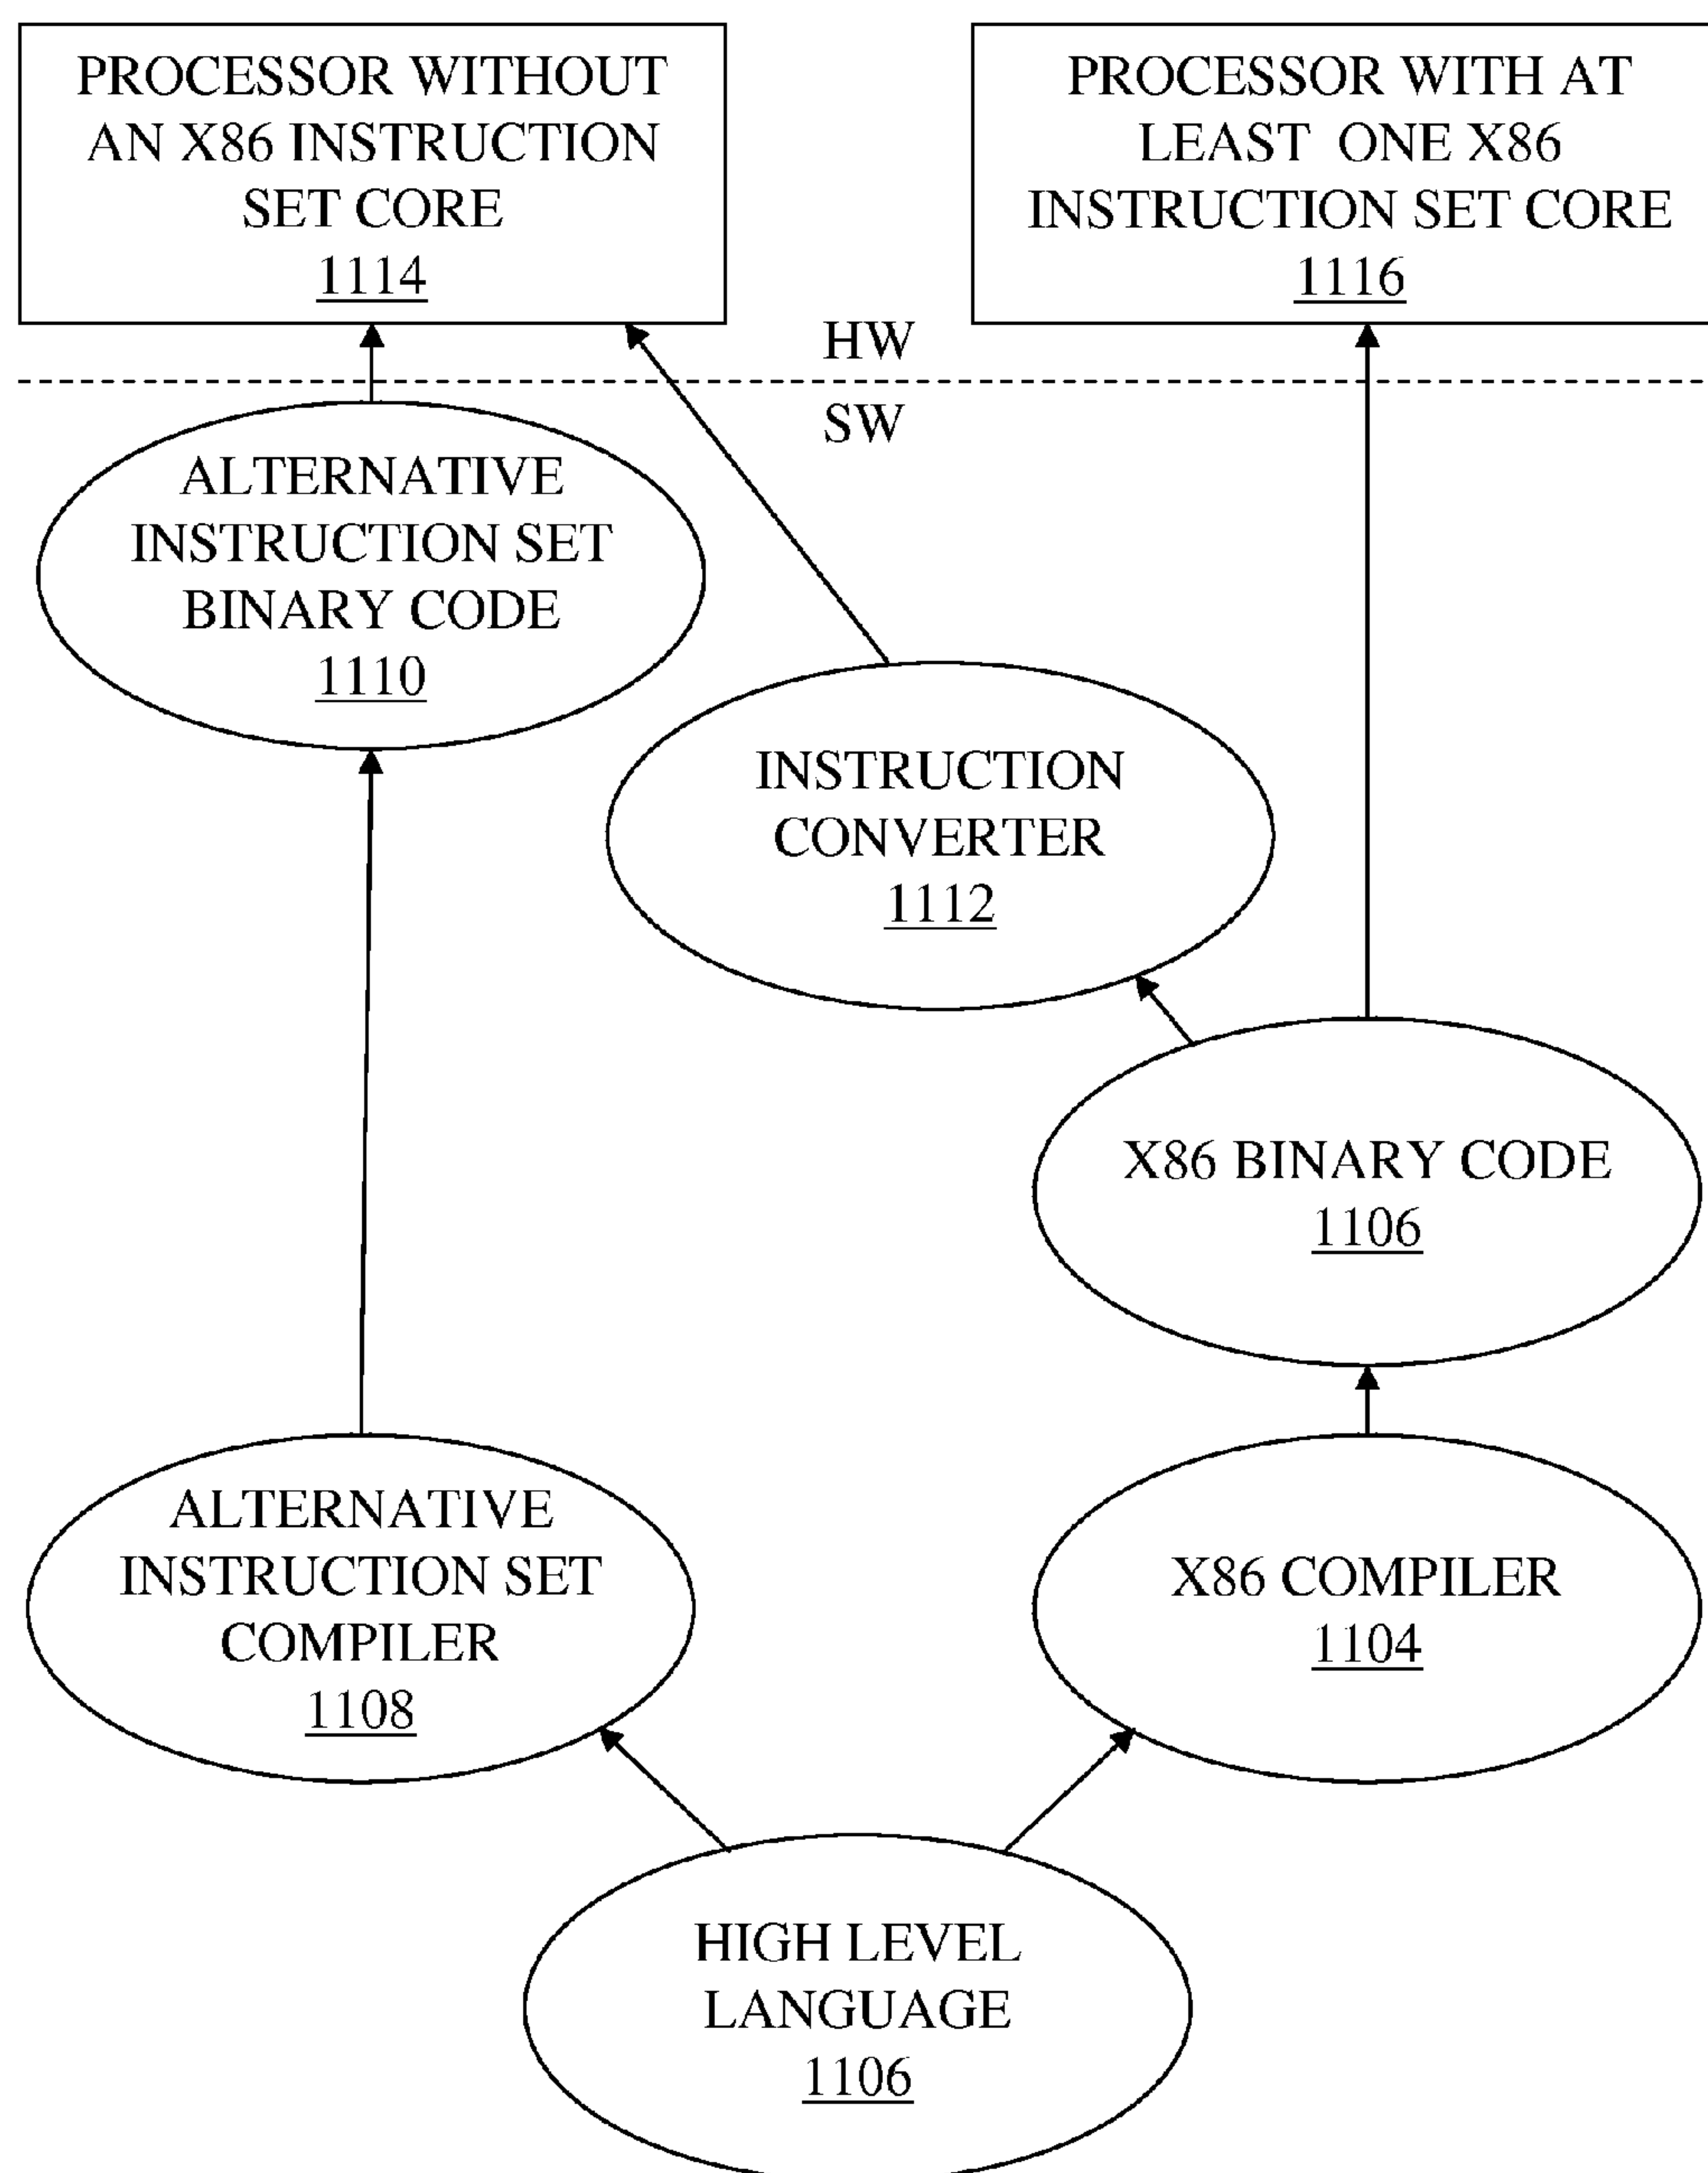 PROCESSOR WITHOUT
AN X86 INSTRUCTION
SET CORE
1114
PROCESSOR WITH AT
LEAST ONE X86
INSTRUCTION SET CORE
1116
HW
SW
ALTERNATIVE
INSTRUCTION SET
BINARY CODE
1110
INSTRUCTION
CONVERTER
1112
X86 BINARY CODE
1106
ALTERNATIVE
INSTRUCTION SET
COMPILER
1108
X86 COMPILER
1104
HIGH LEVEL
LANGUAGE
1106